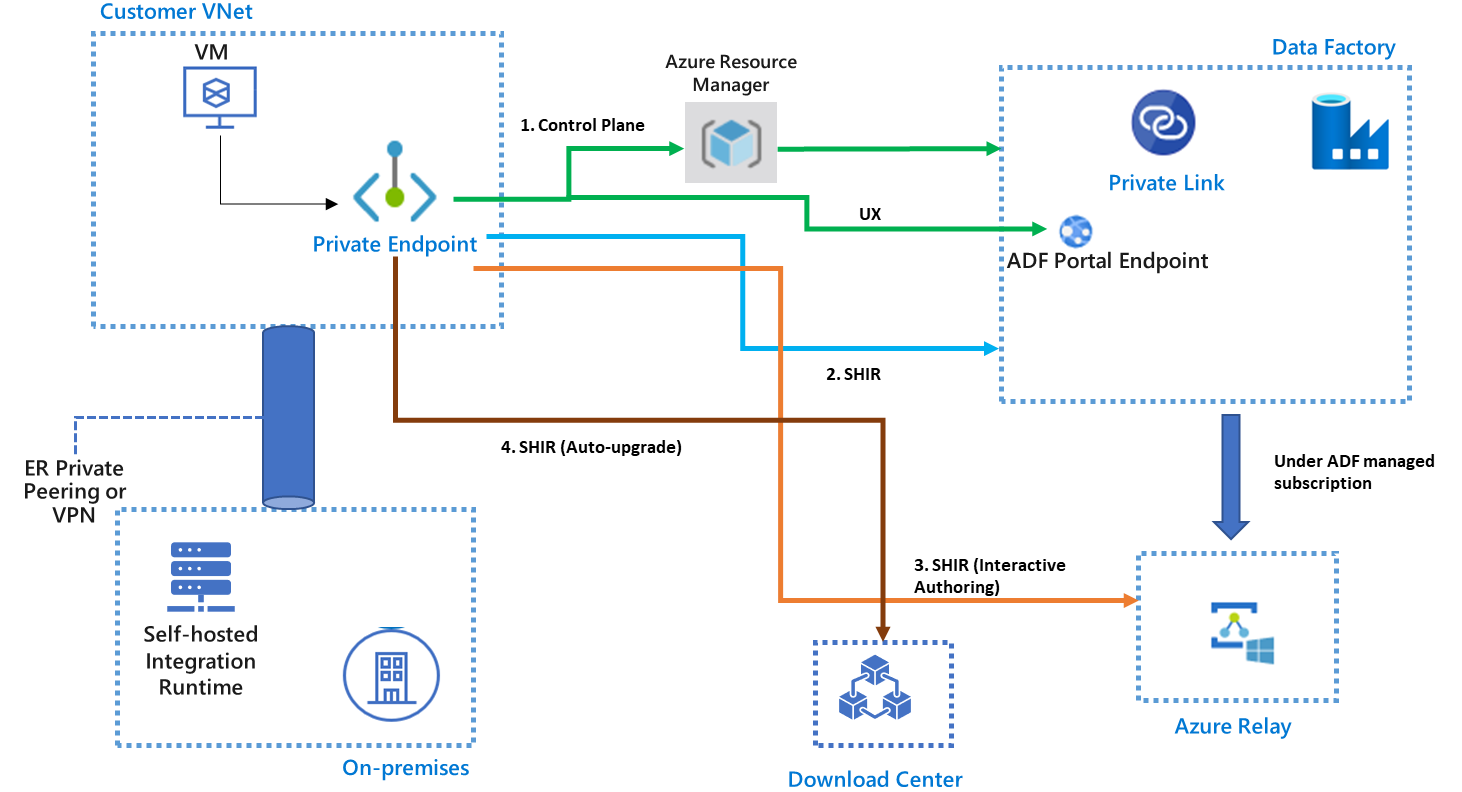 Customer VNet
VM
Private Endpoint
Azure Resource
Manager
1. Control Plane
UX
Data Factory
Private Link
ADF Portal Endpoint
2. SHIR
4. SHIR (Auto-upgrade)
ER Private
Peering or
VPN
Under ADF managed
subscription
3. SHIR (Interactive
Authoring)
Self-hosted
Integration
Runtime
On-premises
Download Center
Azure Relay